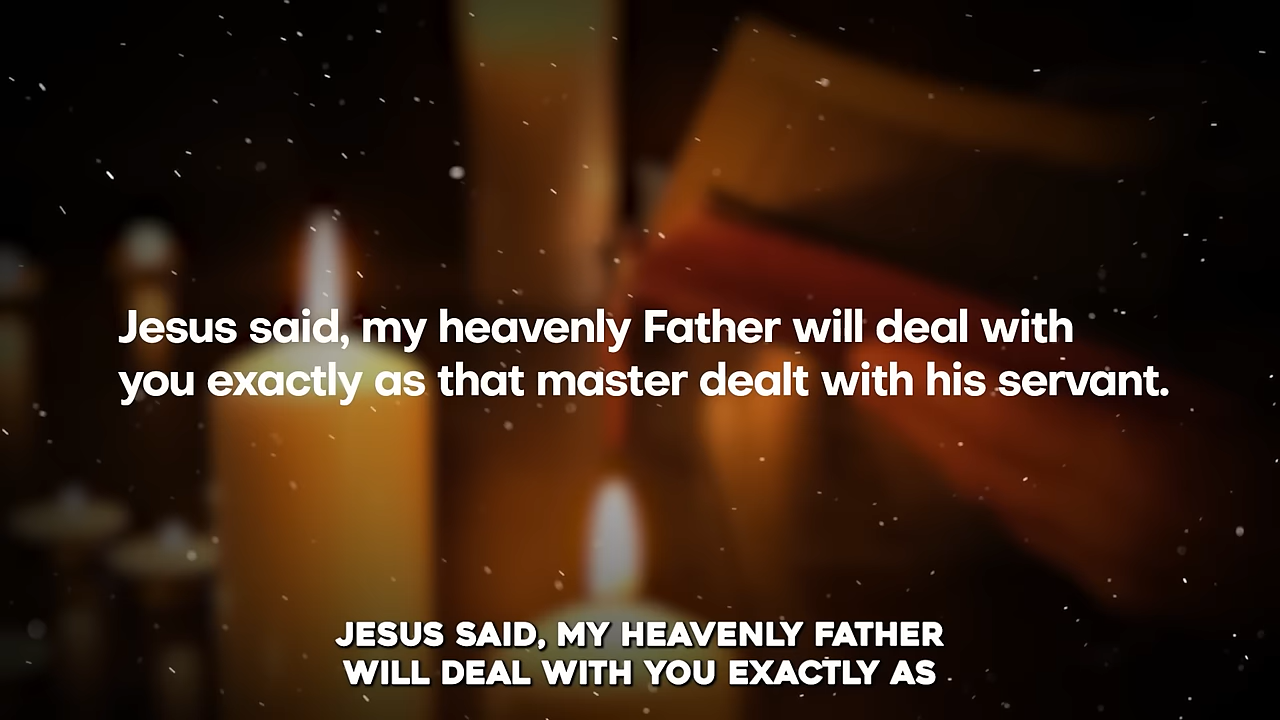 Jesus said, my heavenly Father will deal with
you exactly as that master dealt with his servant.
JESUS SAID, MY HEAVENLY FATHER
WILL DEAL WITH YOU EXACTLY AS